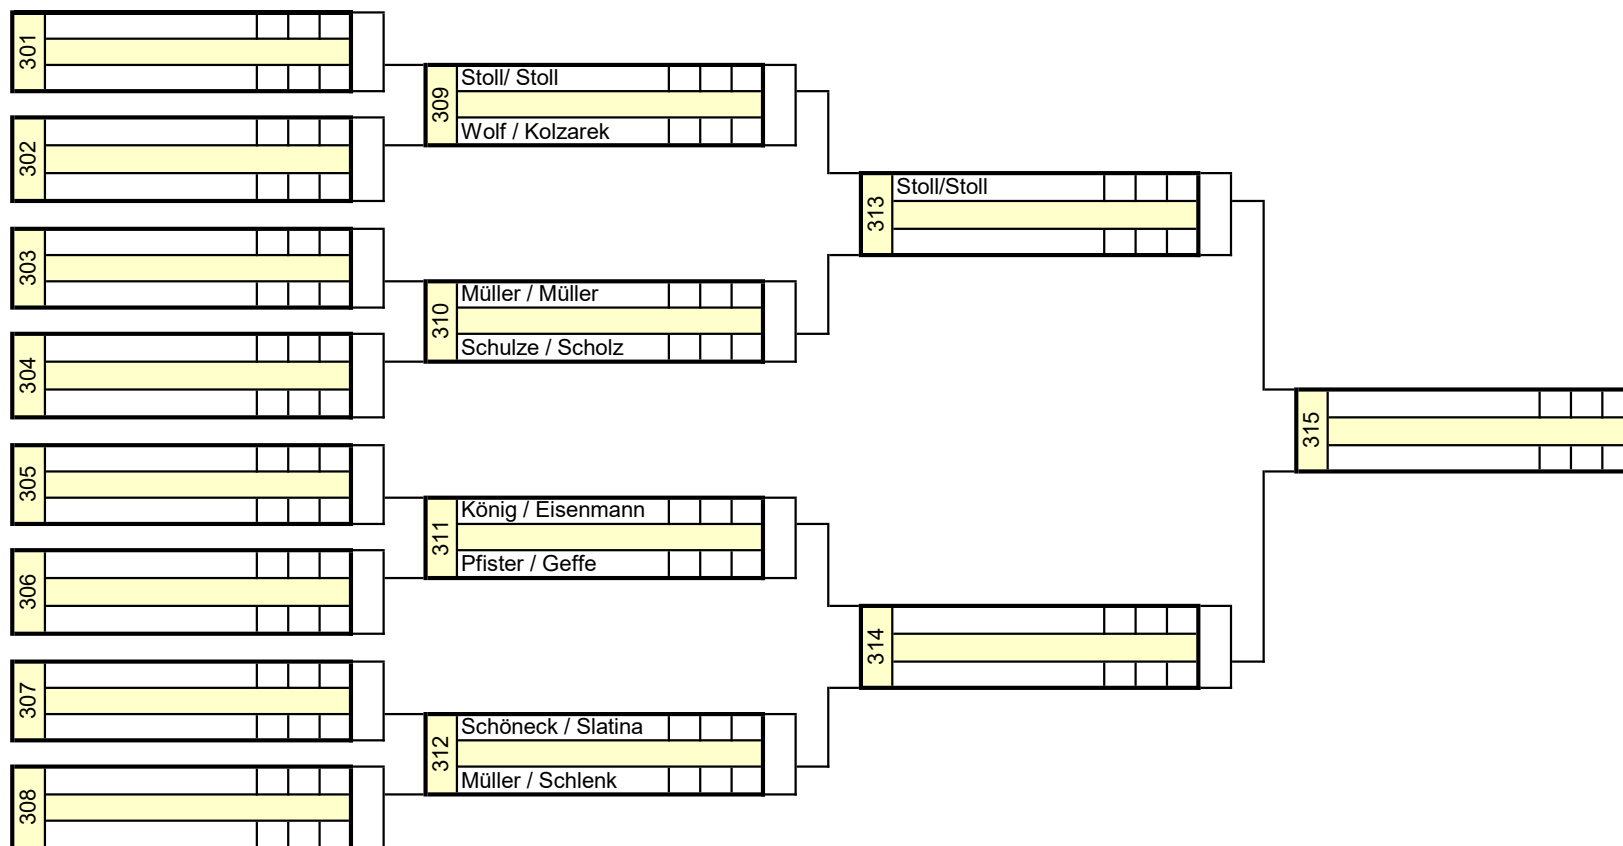 301
302
303
304
305
306
307
308
309
Stoll/ Stoll
Wolf / Kolzarek
310
Müller / Müller
Schulze / Scholz
311
König / Eisenmann
Pfister / Geffe
312
Schöneck / Slatina
Müller / Schlenk
313
Stoll/Stoll
314
315